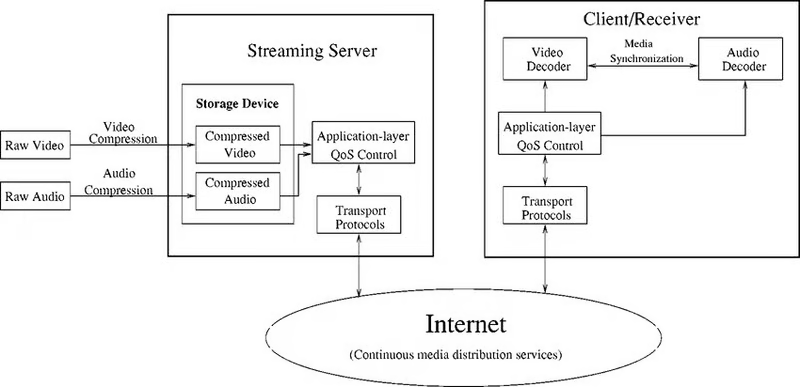 Client/Receiver
Streaming Server
Video
Decoder
Media
Synchronization
Audio
Decoder
Storage Device
Raw Video
Video
Compression
Compressed
Video
Application-layer
QoS Control
Application-layer
QoS Control
Raw Audio
Audio
Compression
Compressed
Audio
Transport
Protocols
Transport
Protocols
Internet
(Continuous media distribution services)